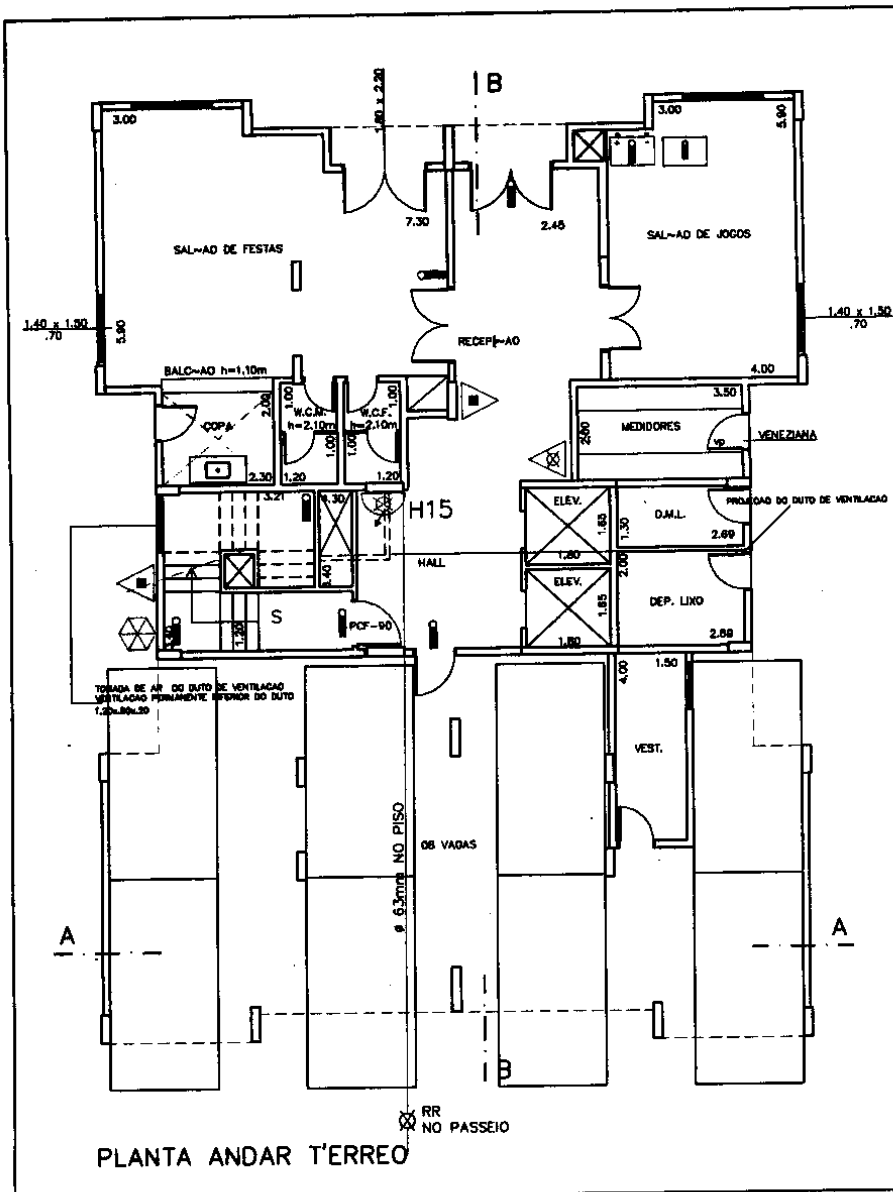 B
3.00
1.80 x 2.20
3.00
5.90
7.30
2.45
SAL~AO DE FESTAS
SAL~AO DE JOGOS
1.40 x 1.50
.70
5.90
RECEP[~AO
1.40 x 1.50
.70
BALC~AO h=1,10m
4.00
COPA
2.00
1.00
W.C.M.
h=2.10m
1.00
W.C.F.
h=2.10m
1.00
1.00
2.30
1.20
1.20
3.50
2.00
MEDIDORES
vp
VENEZIANA
3.21
1.30
H15
ELEV.
1.65
1.30
D.M.L.
2.69
PROJECAO DO DUTO DE VENTILACAO
HALL
1.60
2.00
ELEV.
1.65
DEP. LIXO
1.60
2.69
S
1.20
PCF-90
TOMADA DE AR DO DUTO DE VENTILACAO
VENTILACAO PERMANENTE INFERIOR DO DUTO
4.00
1.50
VEST.
08 VAGAS
ø 63mm NO PISO
A
A
B
RR
NO PASSEIO
PLANTA ANDAR T'ERREO